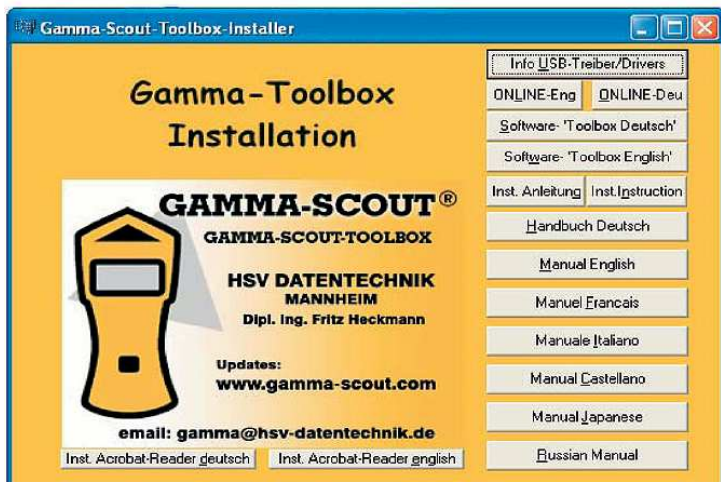 Gamma-Scout-Toolbox-Installer
Gamma-Toolbox
Installation
GAMMA-SCOUT®
GAMMA-SCOUT-TOOLBOX
HSV DATENTECHNIK
MANNHEIM
Dipl. Ing. Fritz Heckmann
Updates:
www.gamma-scout.com
email: gamma@hsv-datentechnik.de
Inst. Acrobat-Reader deutsch
Inst. Acrobat-Reader english
Info USB-Treiber/Drivers
ONLINE-Eng
ONLINE-Deu
Software- 'Toolbox Deutsch'
Software- 'Toolbox English'
Inst. Anleitung
Inst.Instruction
Handbuch Deutsch
Manual English
Manuel Francais
Manuale Italiano
Manual Castellano
Manual Japanese
Russian Manual